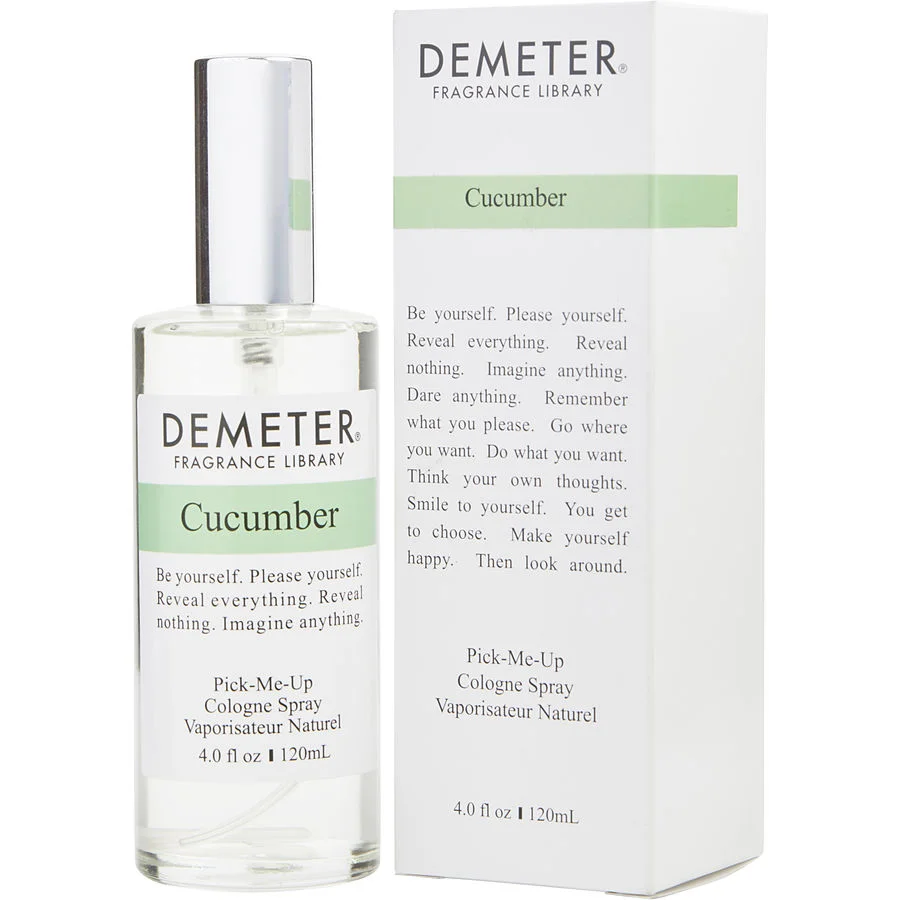 DEMETER®
FRAGRANCE LIBRARY
Cucumber
Be yourself. Please yourself.
Reveal everything. Reveal
nothing. Imagine anything.
Pick-Me-Up
Cologne Spray
Vaporisateur Naturel
4.0 fl oz ❙ 120mL
DEMETER®
FRAGRANCE LIBRARY
Cucumber
Be yourself. Please yourself.
Reveal everything. Reveal
nothing. Imagine anything.
Dare anything. Remember
what you please. Go where
you want. Do what you want.
Think your own thoughts.
Smile to yourself. You get
to choose. Make yourself
happy. Then look around.
Pick-Me-Up
Cologne Spray
Vaporisateur Naturel
4.0 fl oz ❙ 120mL